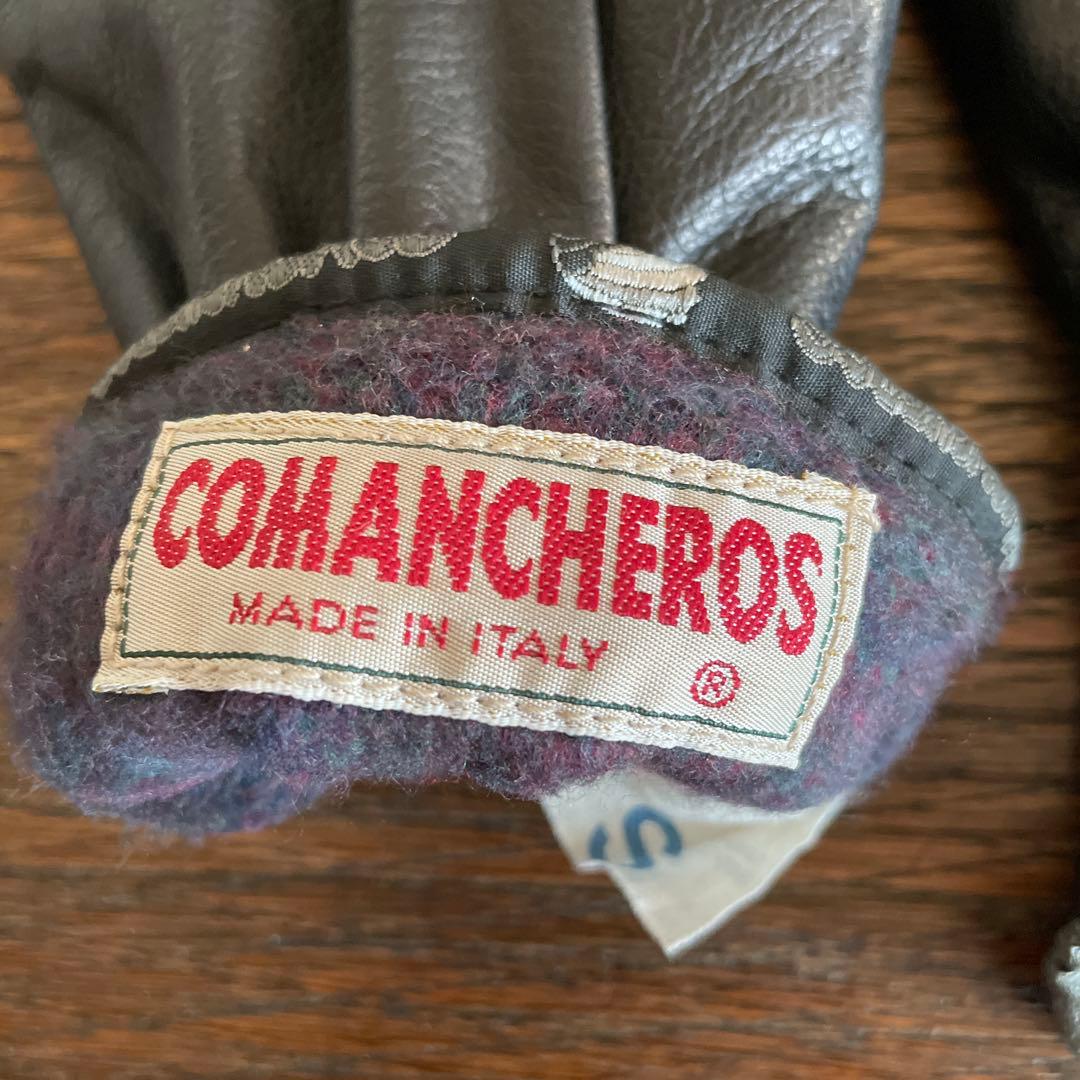 COMANCHEROS
MADE IN ITALY
®
S